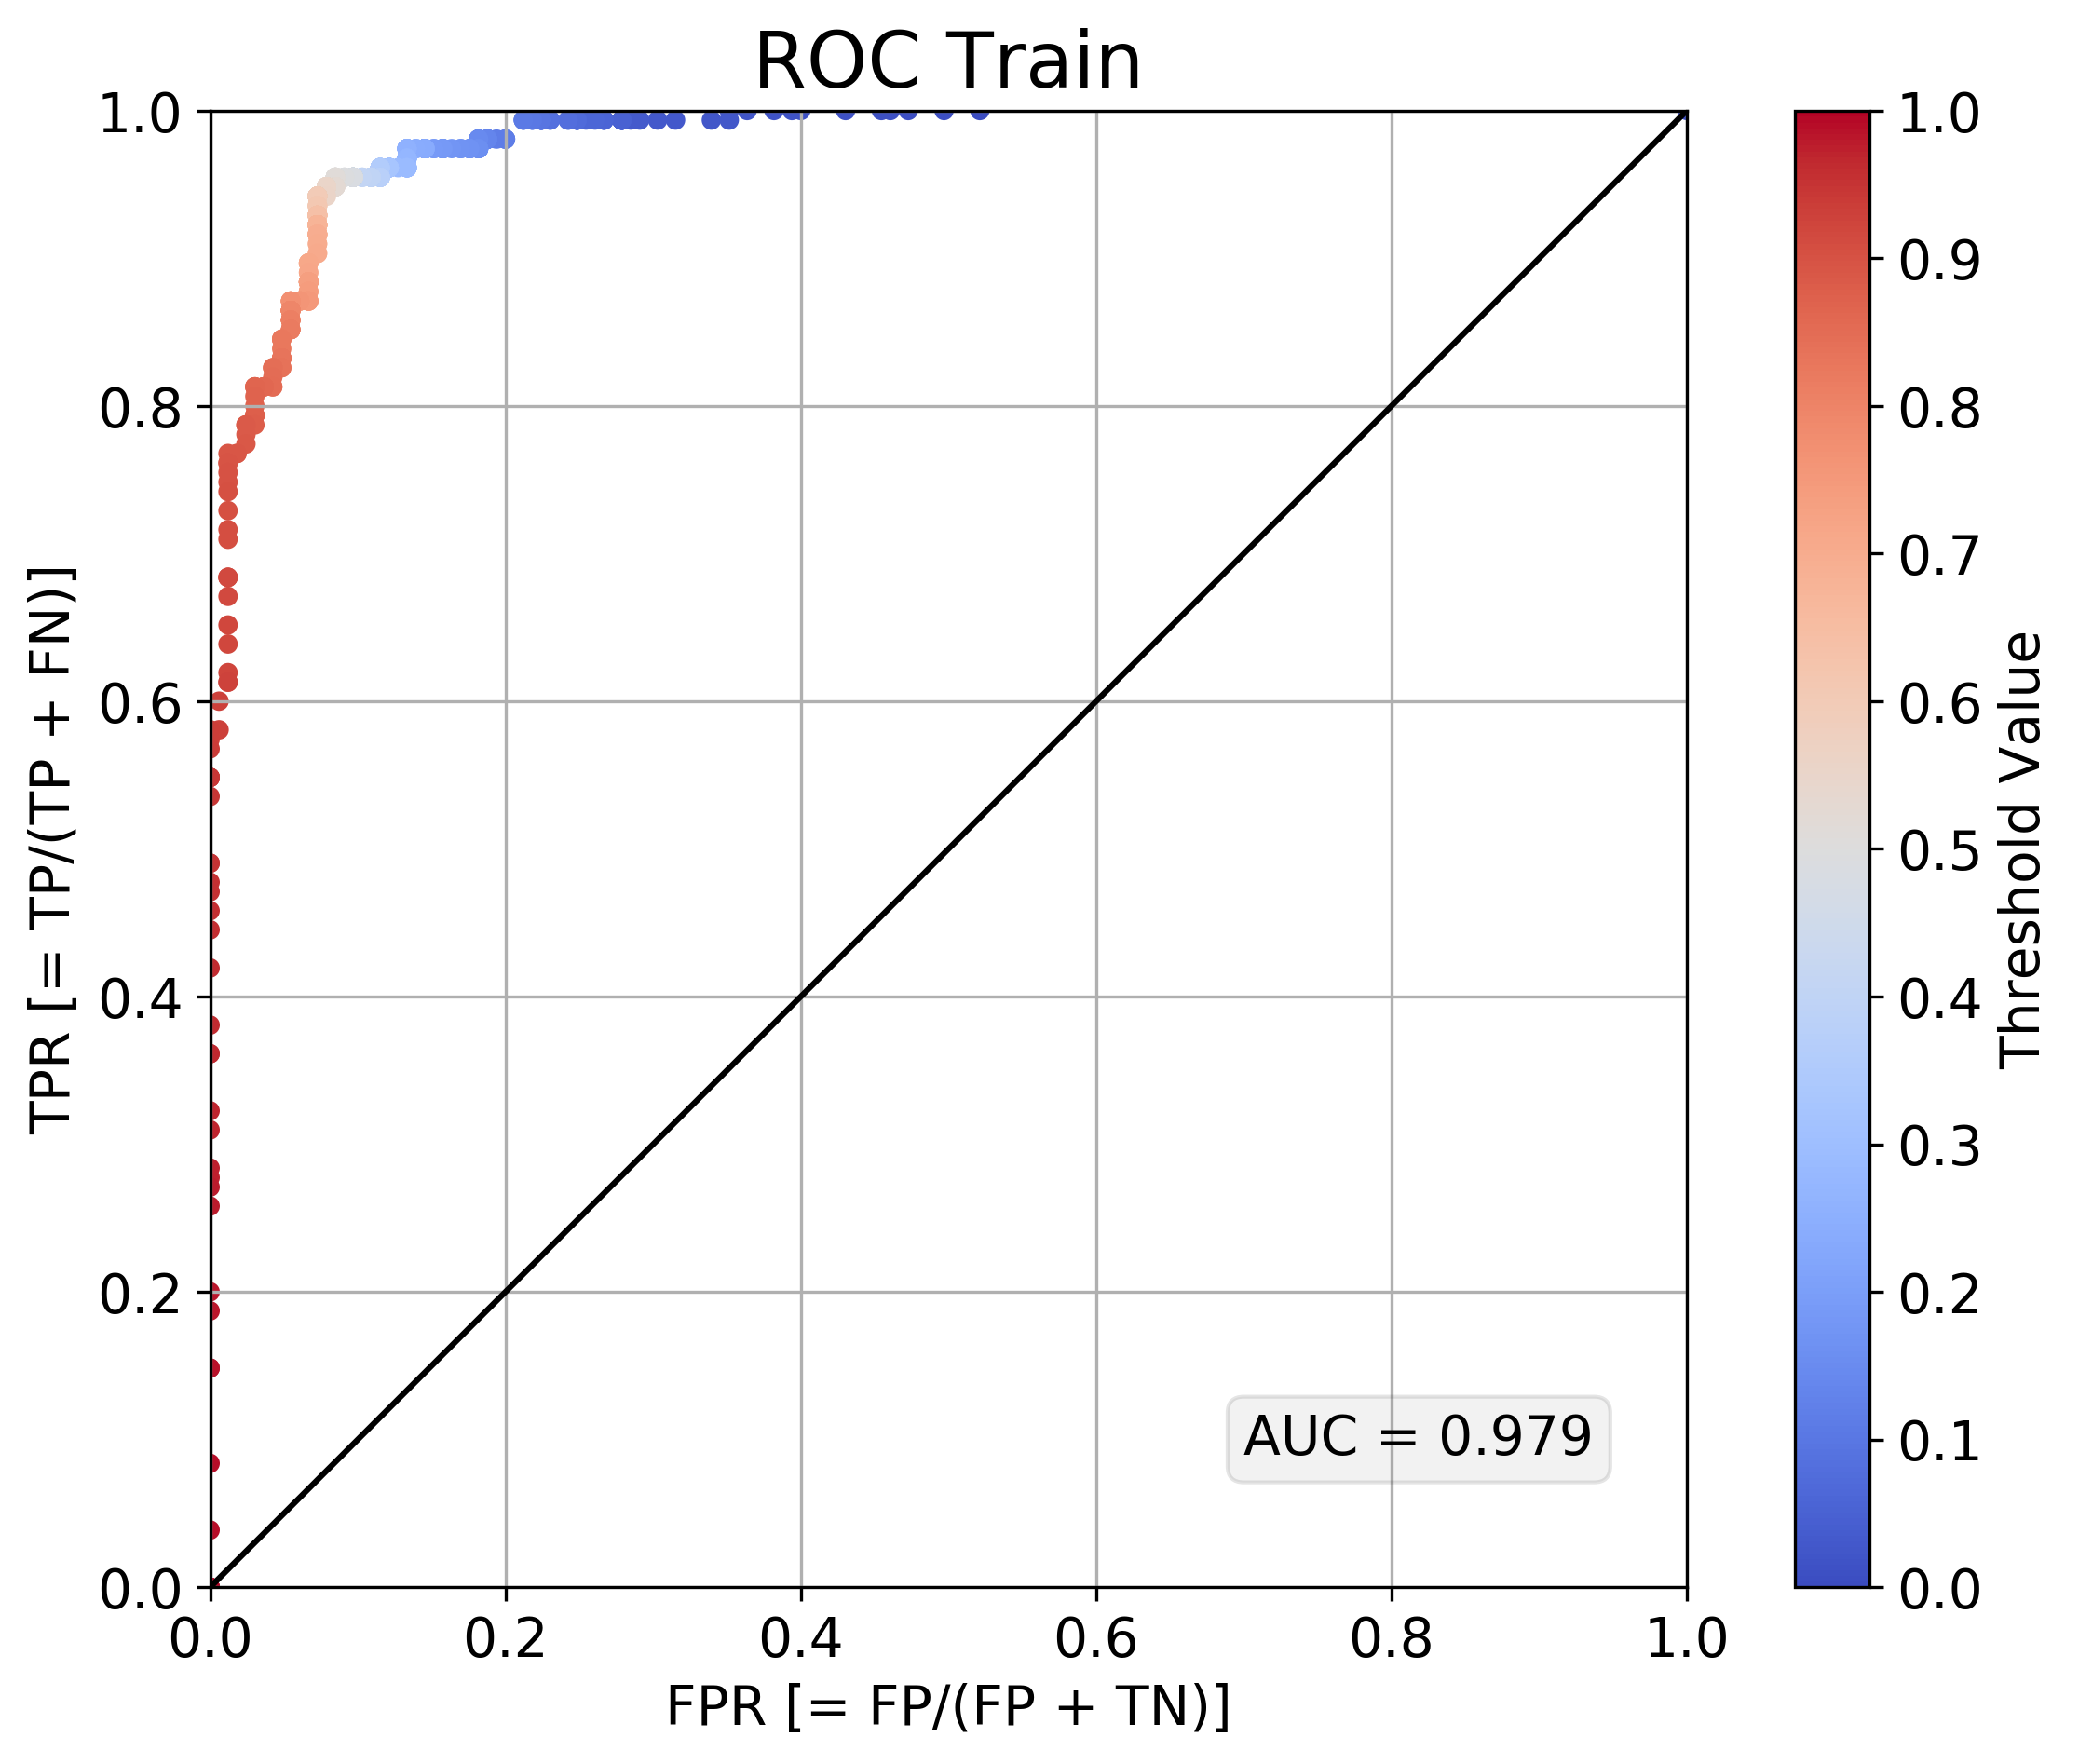 ROC Train
1.0
0.8
0.6
0.4
0.2
0.0
TPR [= TP/(TP + FN)]
0.0 0.2 0.4 0.6 0.8 1.0
FPR [= FP/(FP + TN)]
AUC = 0.979
1.0
0.9
0.8
0.7
0.6
0.5
0.4
0.3
0.2
0.1
0.0
Threshold Value